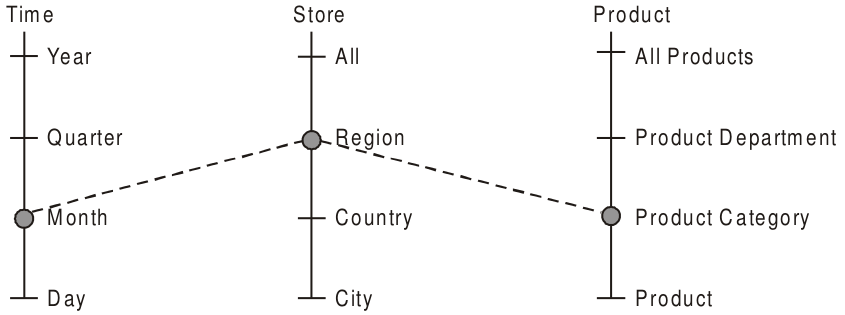 Time Store Product
Year All All Products
Quarter Region Product Department
Month Country Product Category
Day City Product